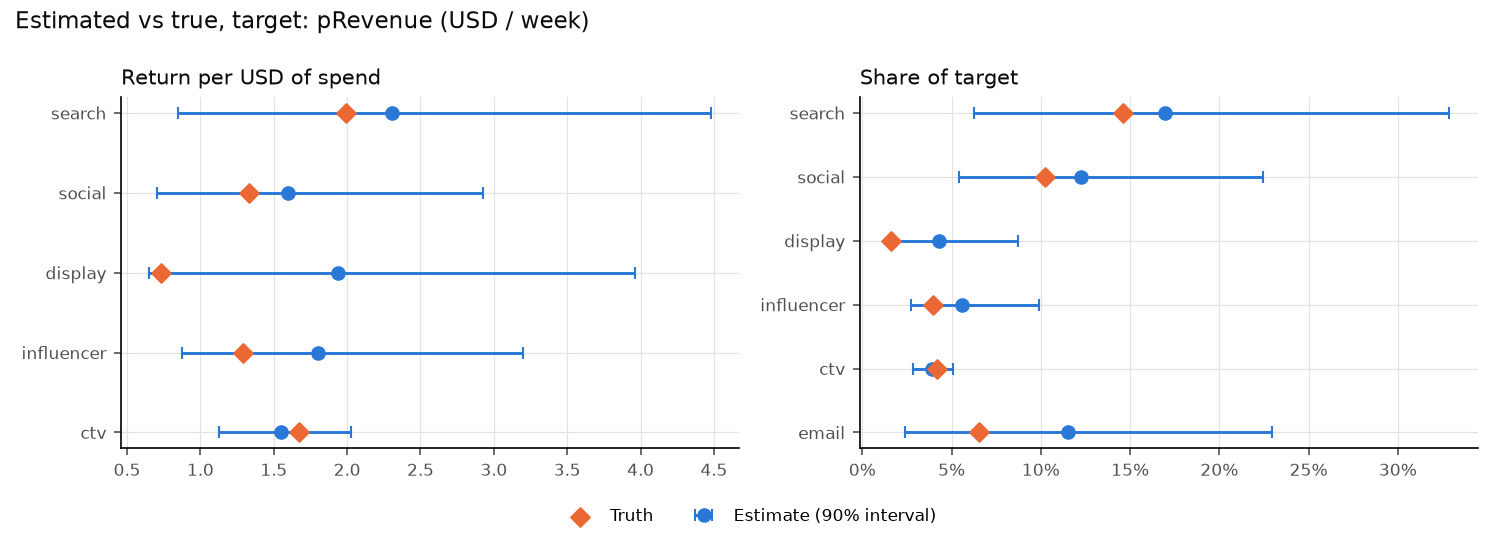 Estimated vs true, target: pRevenue (USD / week)
Return per USD of spend
search
social
display
influencer
ctv
0.5 1.0 1.5 2.0 2.5 3.0 3.5 4.0 4.5
Share of target
search
social
display
influencer
ctv
email
0% 5% 10% 15% 20% 25% 30%
Truth Estimate (90% interval)